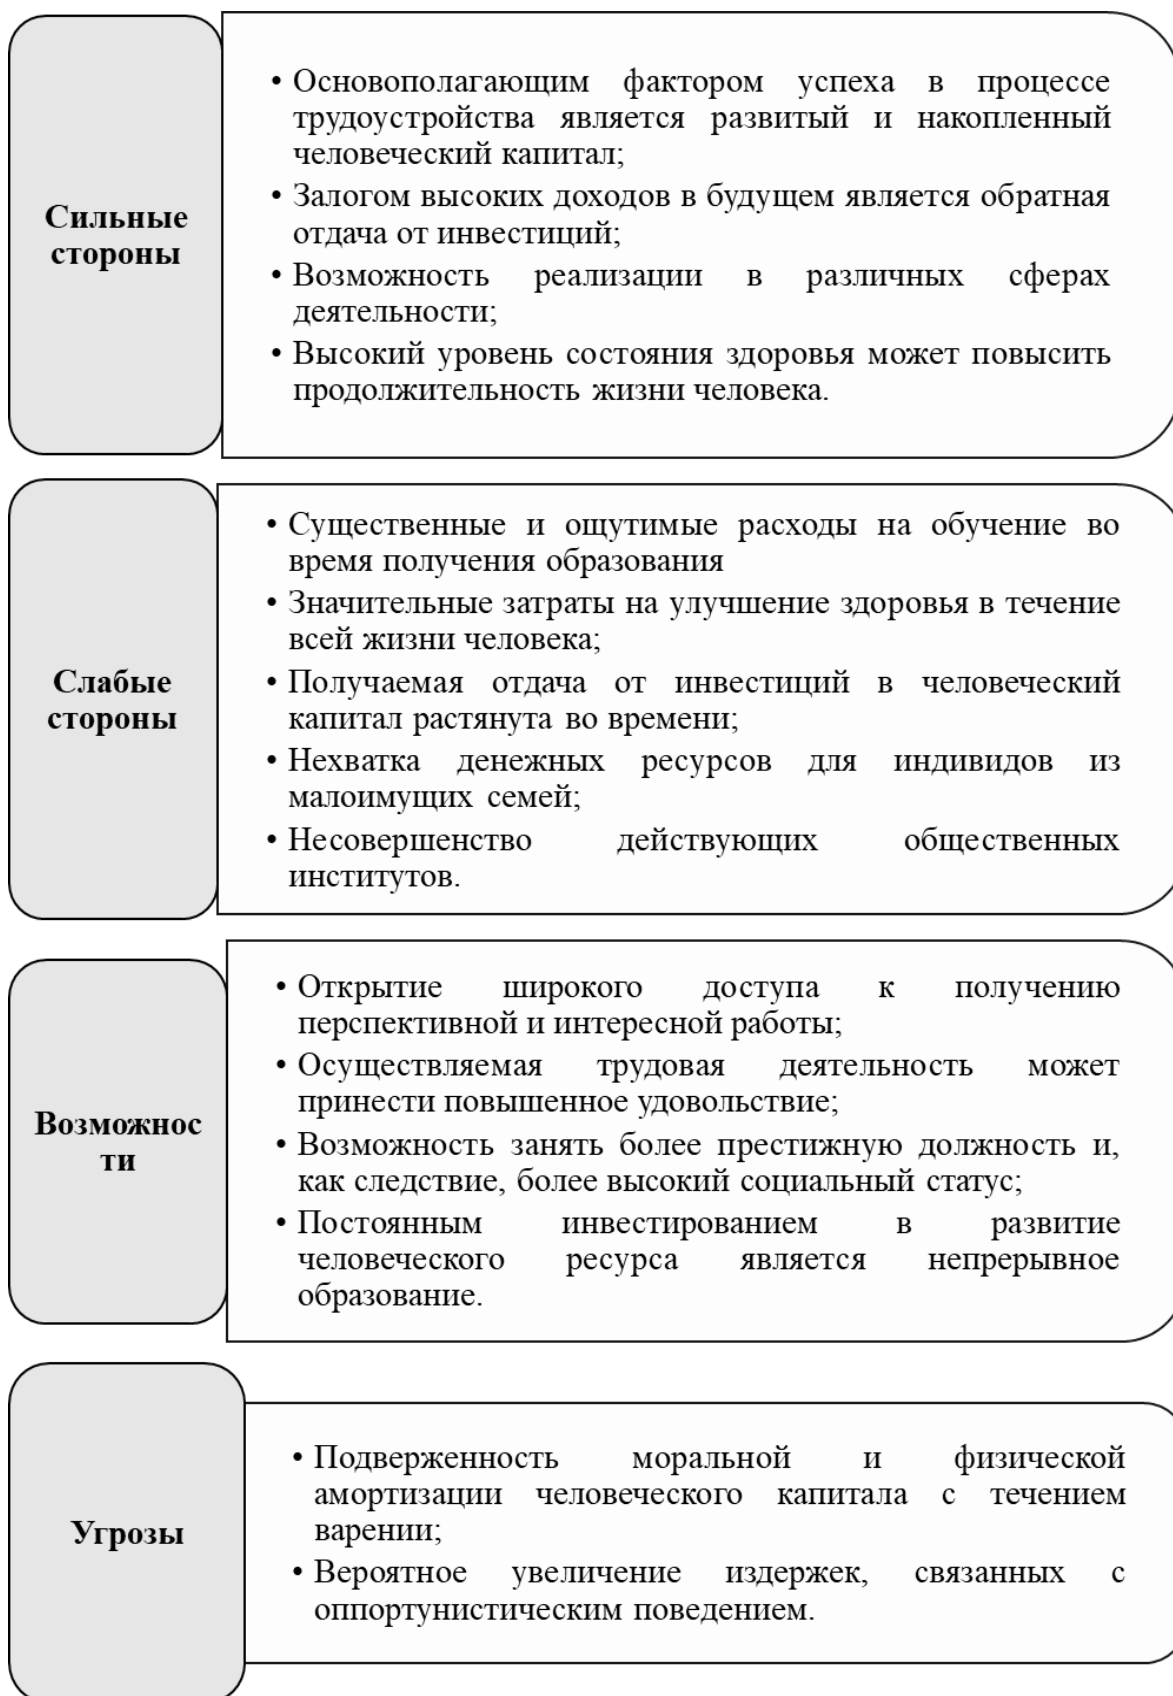 Сильные
стороны
• Основополагающим фактором успеха в процессе
трудоустройства является развитый и накопленный
человеческий капитал;
• Залогом высоких доходов в будущем является обратная
отдача от инвестиций;
• Возможность реализации в различных сферах
деятельности;
• Высокий уровень состояния здоровья может повысить
продолжительность жизни человека.
Слабые
стороны
• Существенные и ощутимые расходы на обучение во
время получения образования
• Значительные затраты на улучшение здоровья в течение
всей жизни человека;
• Получаемая отдача от инвестиций в человеческий
капитал растянута во времени;
• Нехватка денежных ресурсов для индивидов из
малоимущих семей;
• Несовершенство действующих общественных
институтов.
Возможнос
ти
• Открытие широкого доступа к получению
перспективной и интересной работы;
• Осуществляемая трудовая деятельность может
принести повышенное удовольствие;
• Возможность занять более престижную должность и,
как следствие, более высокий социальный статус;
• Постоянным инвестированием в развитие
человеческого ресурса является непрерывное
образование.
Угрозы
• Подверженность моральной и физической
амортизации человеческого капитала с течением
варении;
• Вероятное увеличение издержек, связанных с
оппортунистическим поведением.